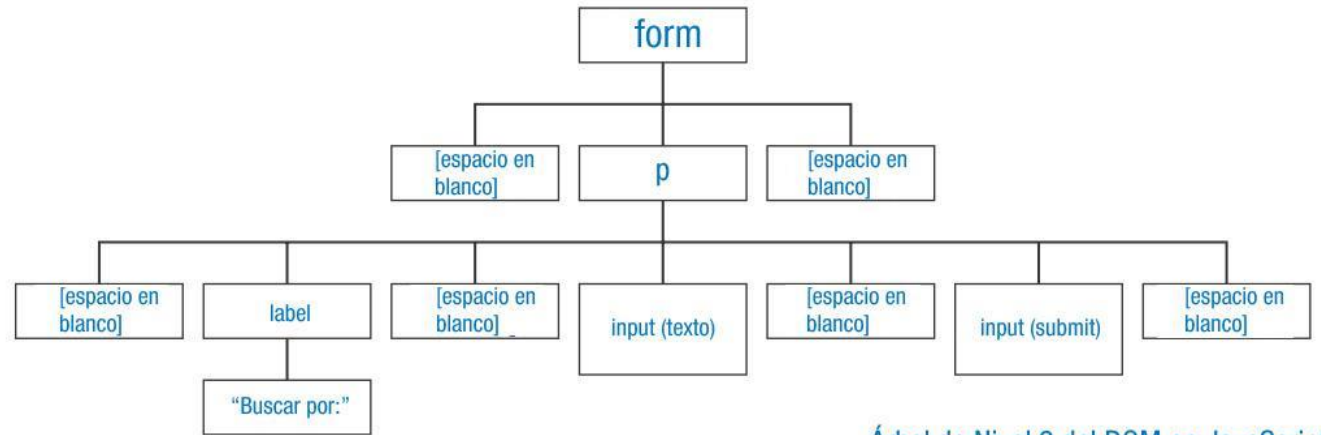 form
[espacio en
blanco]
p
[espacio en
blanco]
[espacio en
blanco]
label
[espacio en
blanco]
input (texto)
[espacio en
blanco]
input (submit)
[espacio en
blanco]
“Buscar por:”